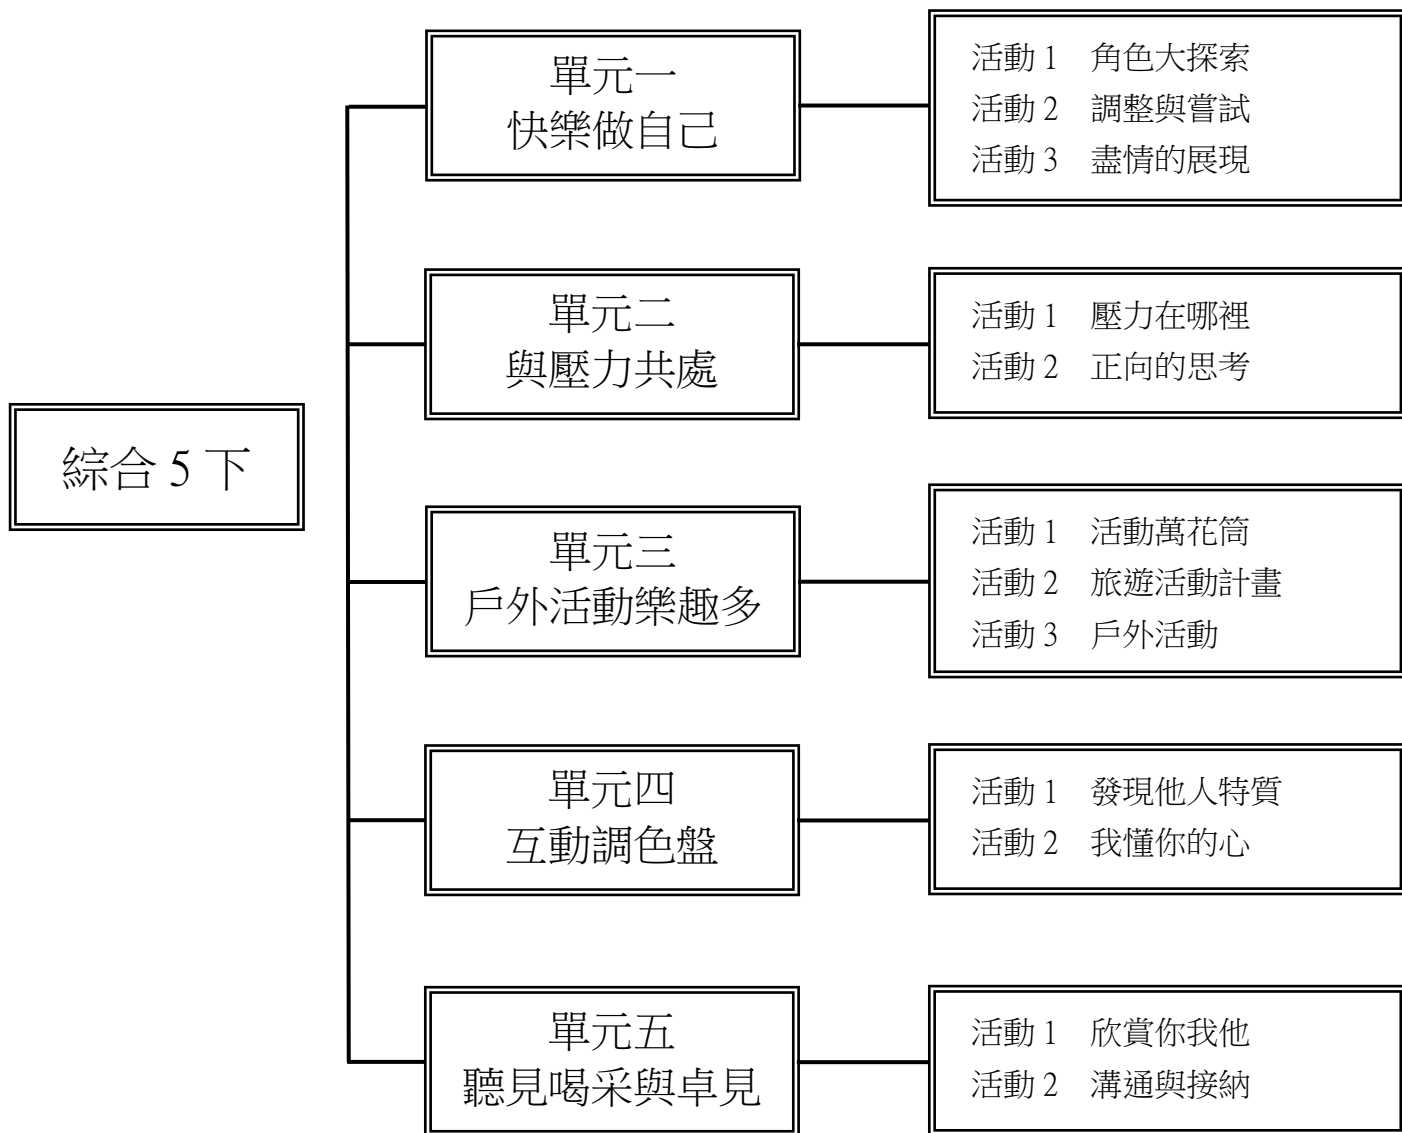 綜合 5 下
單元一
快樂做自己
活動 1　角色大探索
活動 2　調整與嘗試
活動 3　盡情的展現
單元二
與壓力共處
活動 1　壓力在哪裡
活動 2　正向的思考
單元三
戶外活動樂趣多
活動 1　活動萬花筒
活動 2　旅遊活動計畫
活動 3　戶外活動
單元四
互動調色盤
活動 1　發現他人特質
活動 2　我懂你的心
單元五
聽見喝采與卓見
活動 1　欣賞你我他
活動 2　溝通與接納